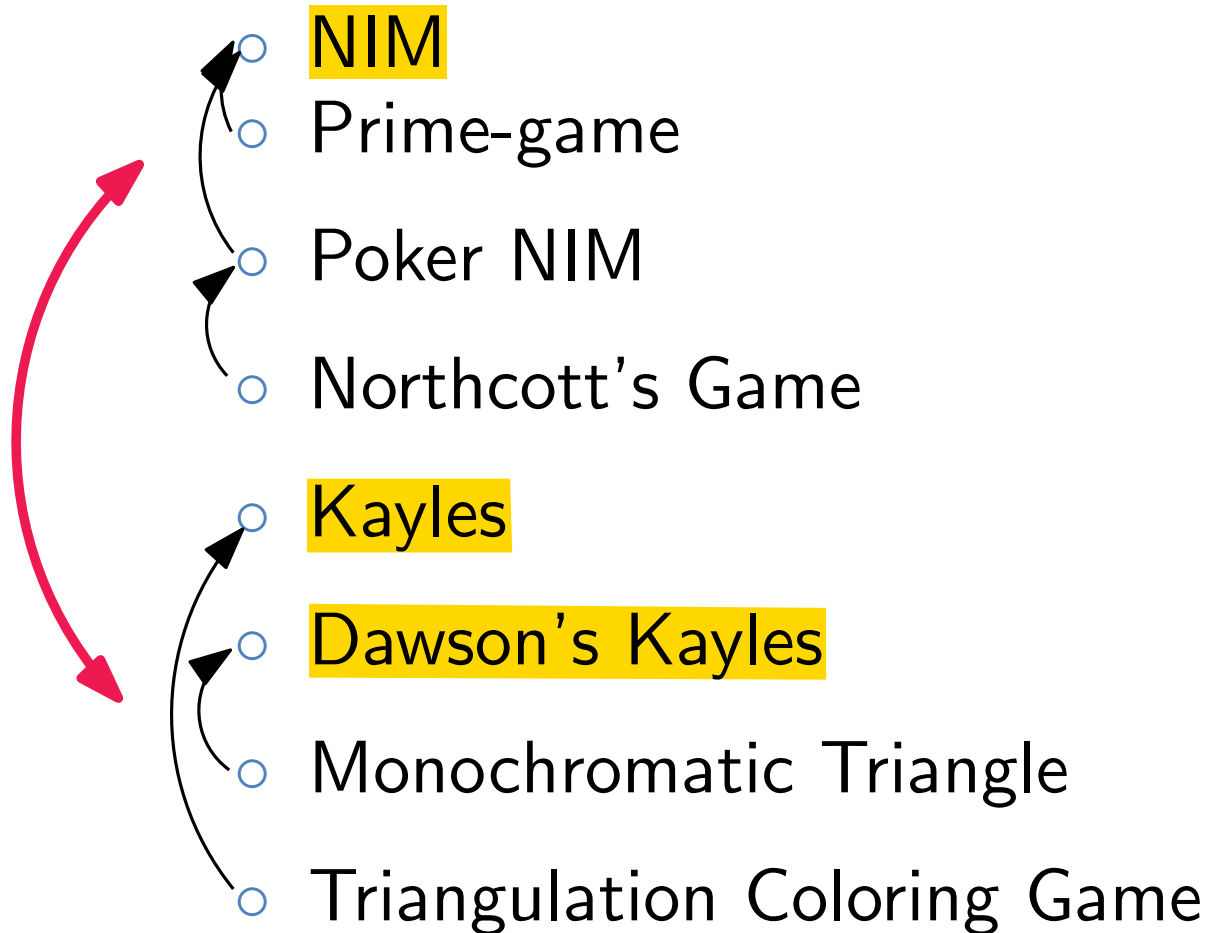 NIM
Prime-game
Poker NIM
Northcott's Game
Kayles
Dawson's Kayles
Monochromatic Triangle
Triangulation Coloring Game